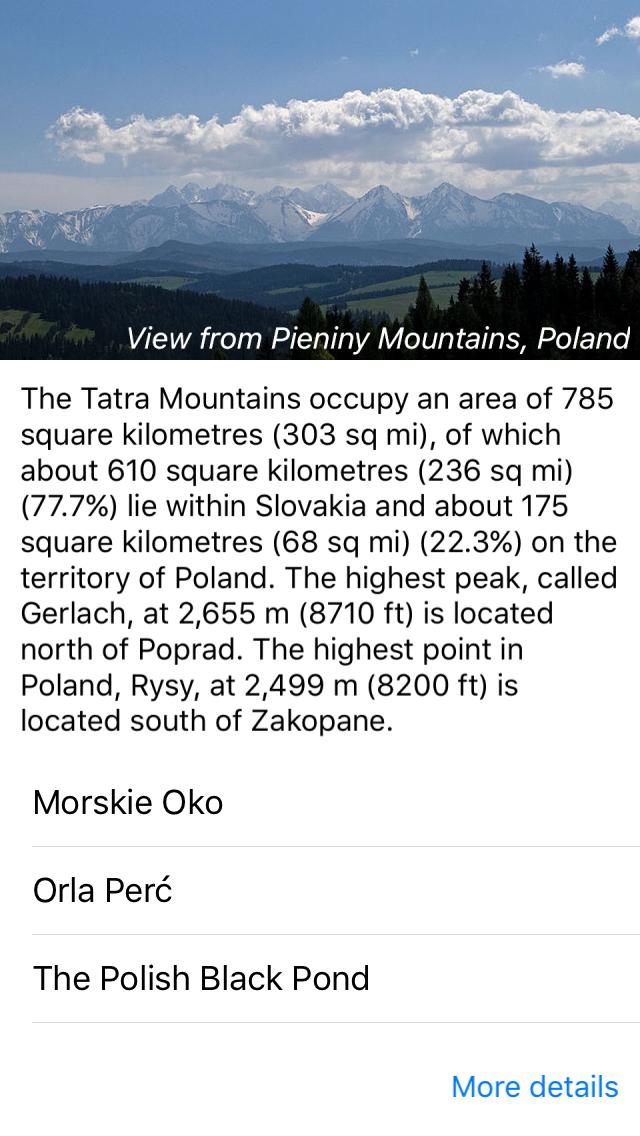 View from Pieniny Mountains, Poland
The Tatra Mountains occupy an area of 785
square kilometres (303 sq mi), of which
about 610 square kilometres (236 sq mi)
(77.7%) lie within Slovakia and about 175
square kilometres (68 sq mi) (22.3%) on the
territory of Poland. The highest peak, called
Gerlach, at 2,655 m (8710 ft) is located
north of Poprad. The highest point in
Poland, Rysy, at 2,499 m (8200 ft) is
located south of Zakopane.
Morskie Oko
Orla Perć
The Polish Black Pond
More details